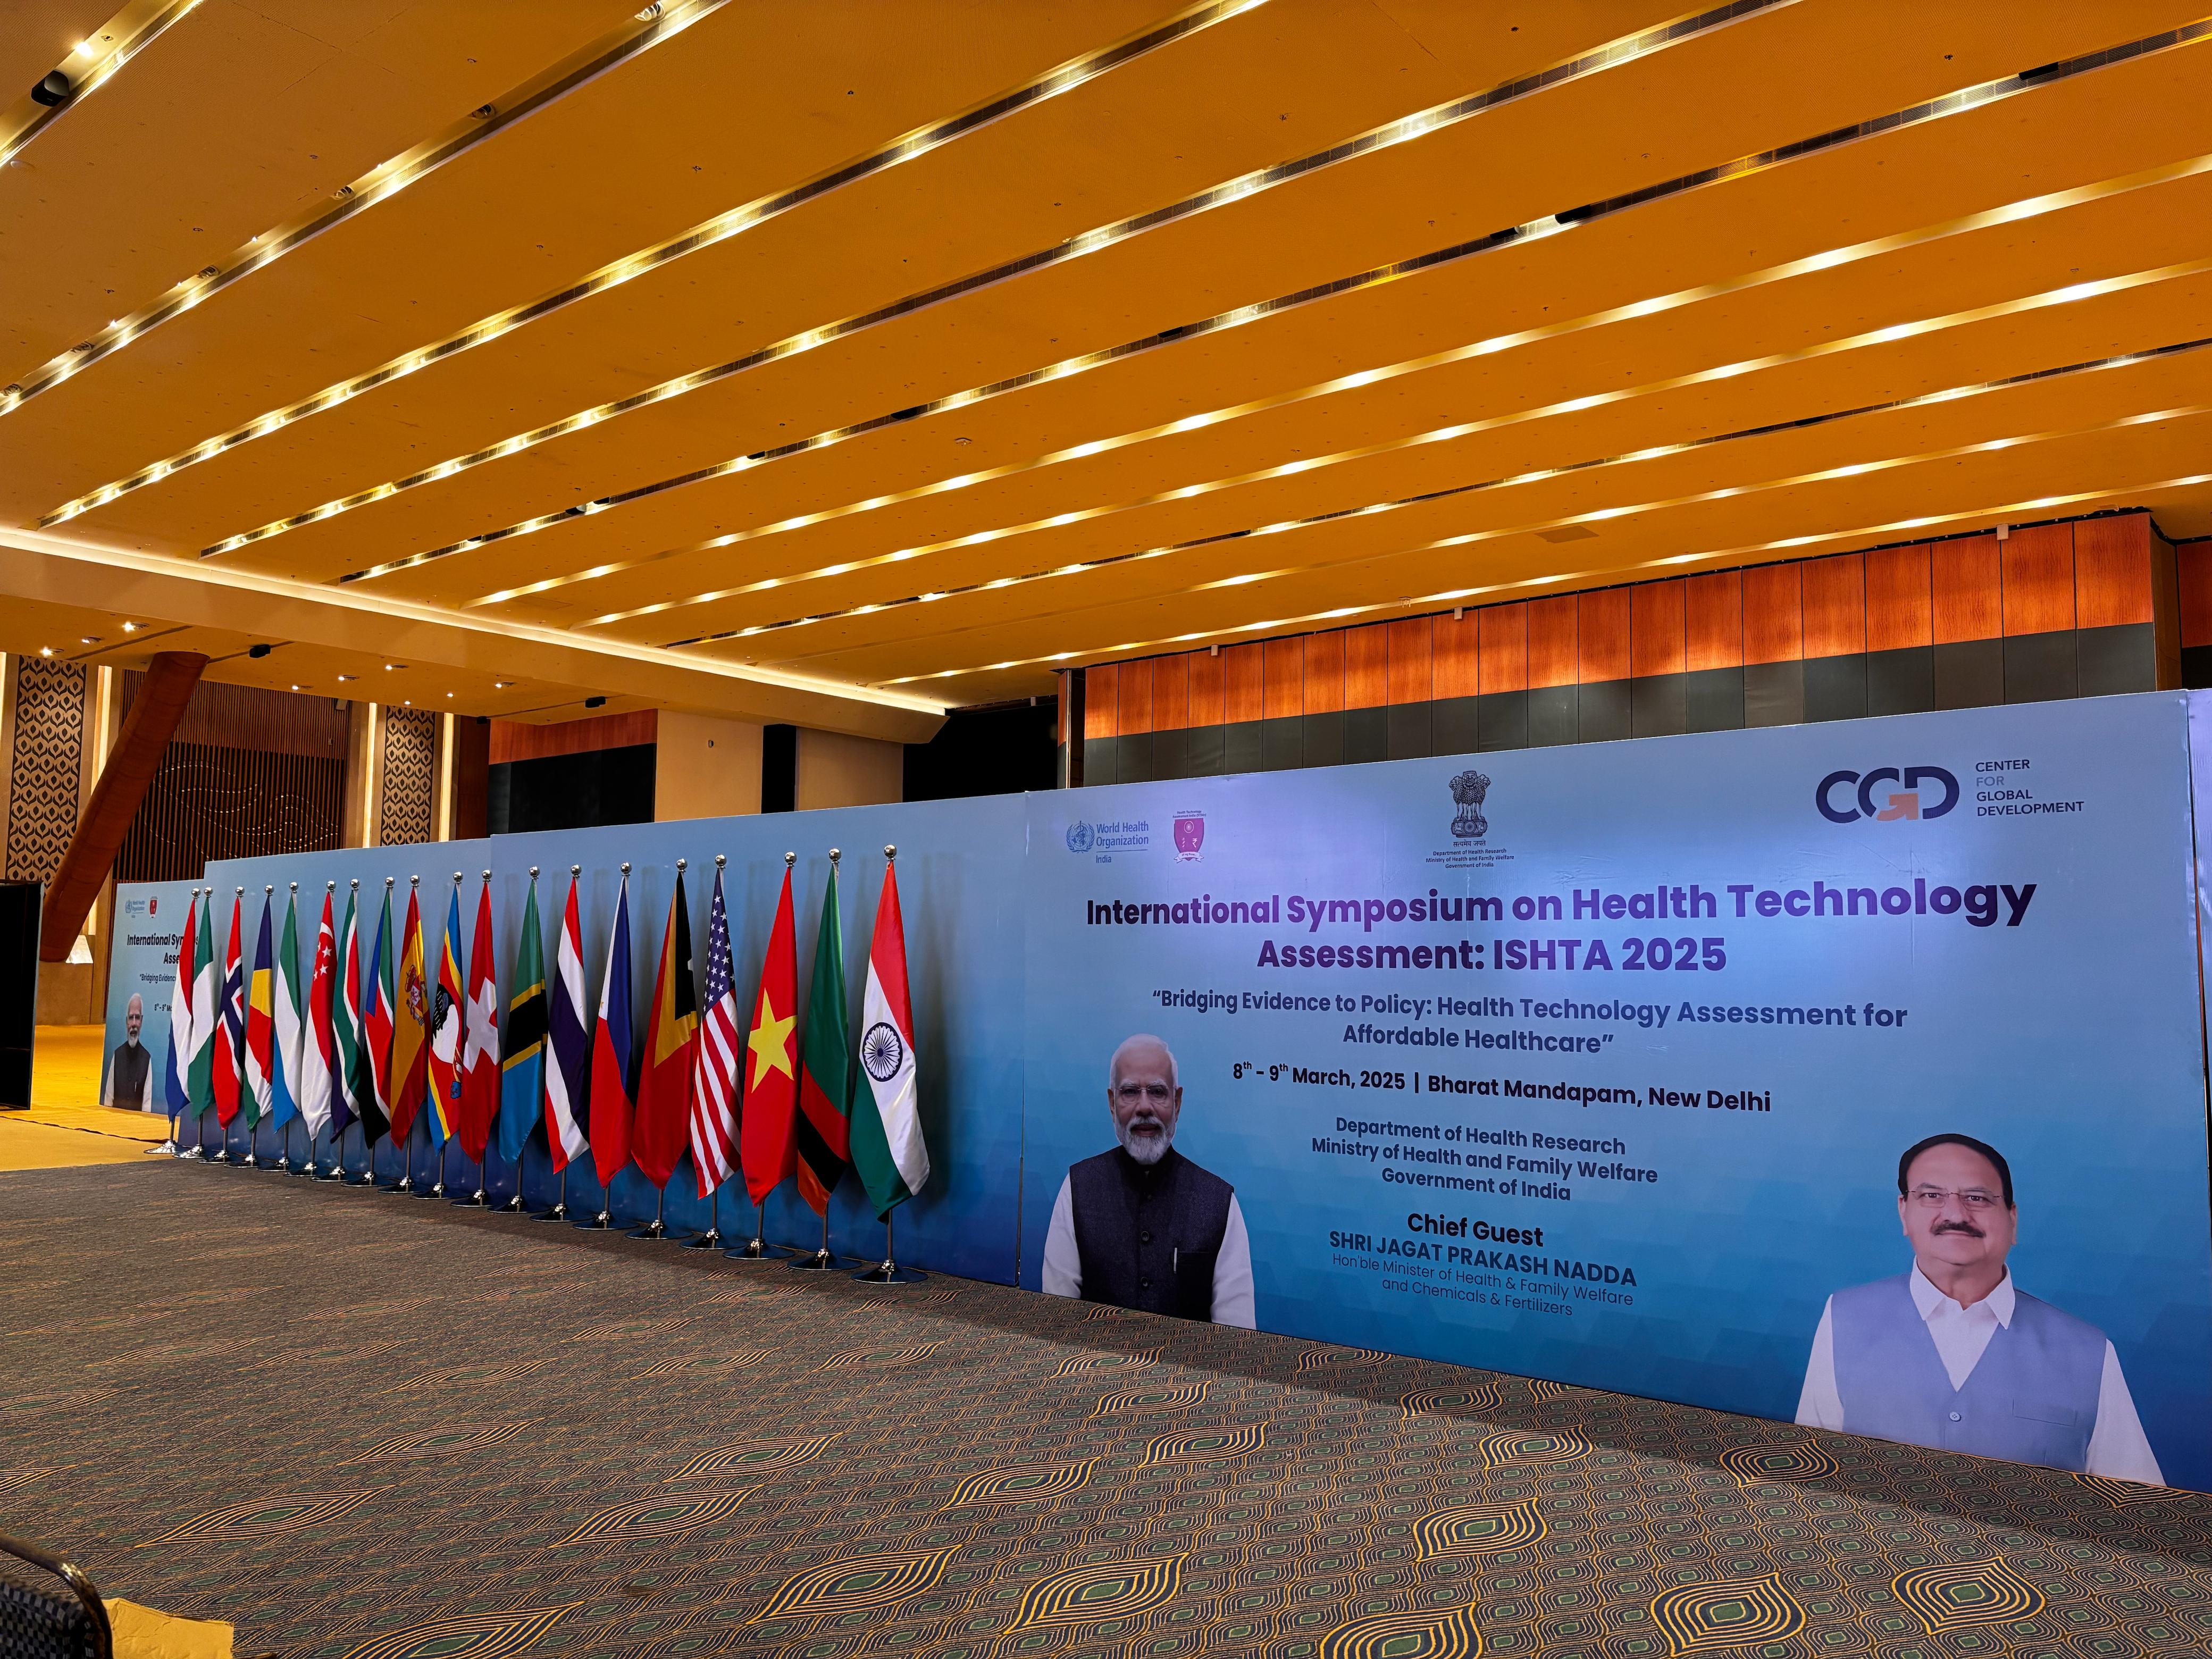 World Health
Organization
India
सत्यमेव जयते
Department of Health Research
Ministry of Health and Family Welfare
Government of India
CGD
CENTER
FOR
GLOBAL
DEVELOPMENT
International Symposium on Health Technology
Assessment: ISHTA 2025
“Bridging Evidence to Policy: Health Technology Assessment for
Affordable Healthcare”
8th - 9th March, 2025 | Bharat Mandapam, New Delhi
Department of Health Research
Ministry of Health and Family Welfare
Government of India
Chief Guest
SHRI JAGAT PRAKASH NADDA
Hon'ble Minister of Health & Family Welfare
and Chemicals & Fertilizers
International Sy
Asse
“Bridging Evidenc
8th - 9th M